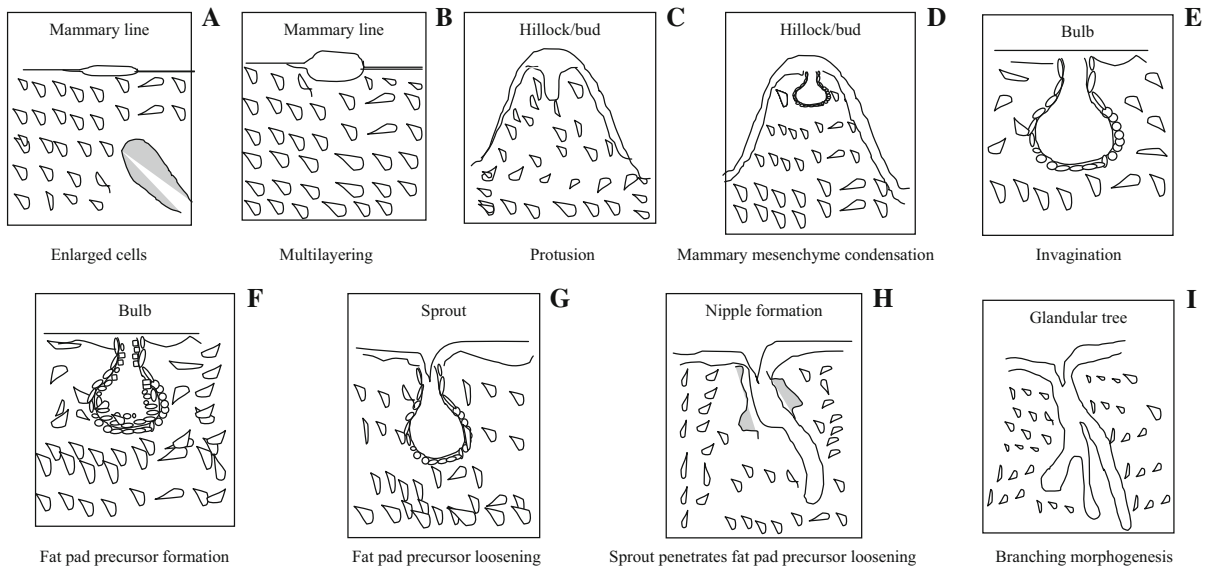 A
Mammary line
Enlarged cells
B
Mammary line
Multilayering
C
Hillock/bud
Protusion
D
Hillock/bud
Mammary mesenchyme condensation
E
Bulb
Invagination
F
Bulb
Fat pad precursor formation
G
Sprout
Fat pad precursor loosening
H
Nipple formation
Sprout penetrates fat pad precursor loosening
I
Glandular tree
Branching morphogenesis